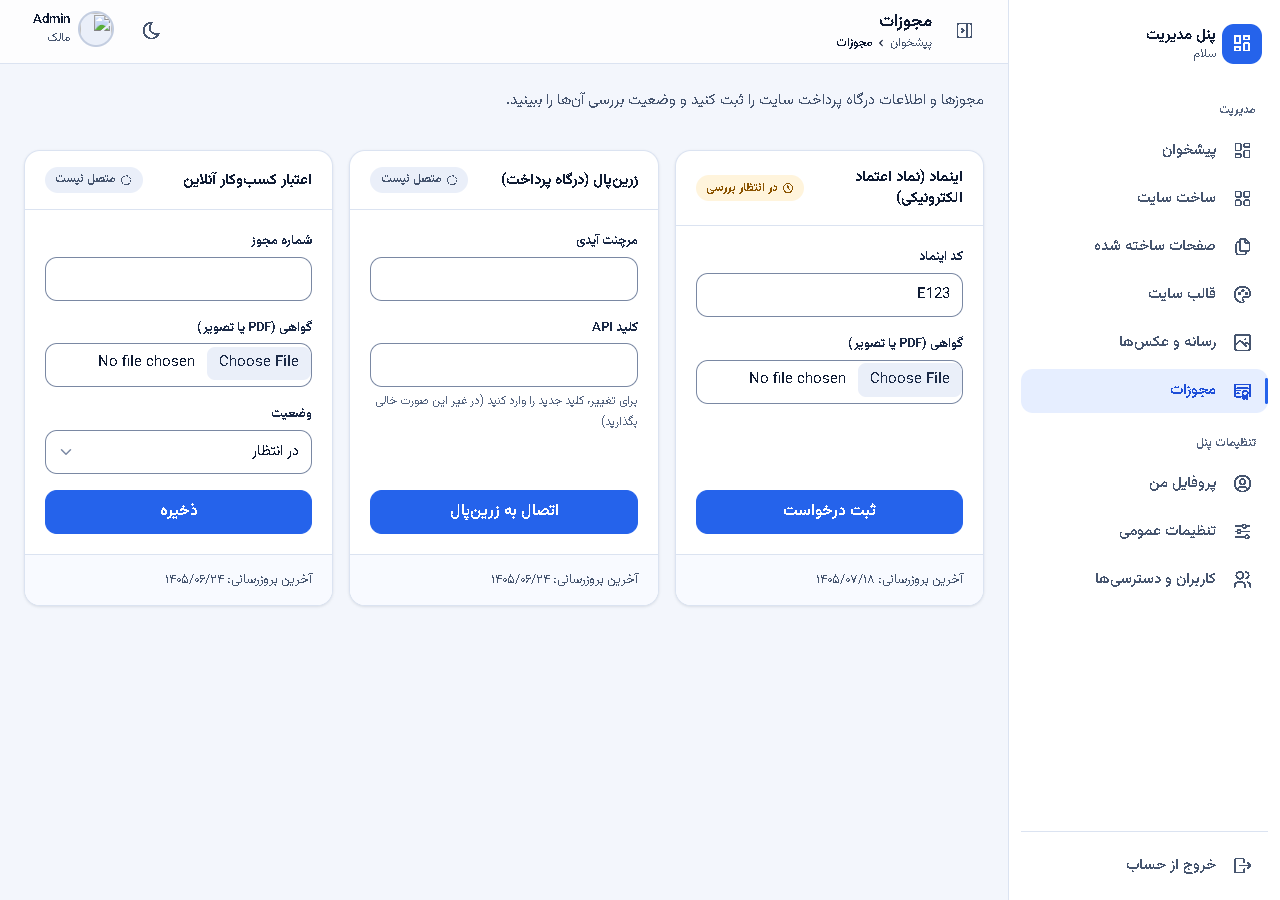 پنل مدیریت
سلام
مدیریت
پیشخوان
ساخت سایت
صفحات ساخته شده
قالب سایت
رسانه و عکس‌ها
مجوزات
تنظیمات پنل
پروفایل من
تنظیمات عمومی
کاربران و دسترسی‌ها
خروج از حساب
مجوزات
پیشخوان › مجوزات
Admin
مالک
مجوزها و اطلاعات درگاه پرداخت سایت را ثبت کنید و وضعیت بررسی آن‌ها را ببینید.
اینماد (نماد اعتماد
الکترونیکی)
در انتظار بررسی
کد اینماد
E123
گواهی (PDF یا تصویر)
Choose File No file chosen
ثبت درخواست
آخرین بروزرسانی: ۱۴۰۵/۰۷/۱۸
زرین‌پال (درگاه پرداخت)
متصل نیست
مرچنت آیدی
کلید API
برای تغییر، کلید جدید را وارد کنید (در غیر این صورت خالی
بگذارید)
اتصال به زرین‌پال
آخرین بروزرسانی: ۱۴۰۵/۰۶/۲۴
اعتبار کسب‌وکار آنلاین
متصل نیست
شماره مجوز
گواهی (PDF یا تصویر)
Choose File No file chosen
وضعیت
در انتظار
ذخیره
آخرین بروزرسانی: ۱۴۰۵/۰۶/۲۴